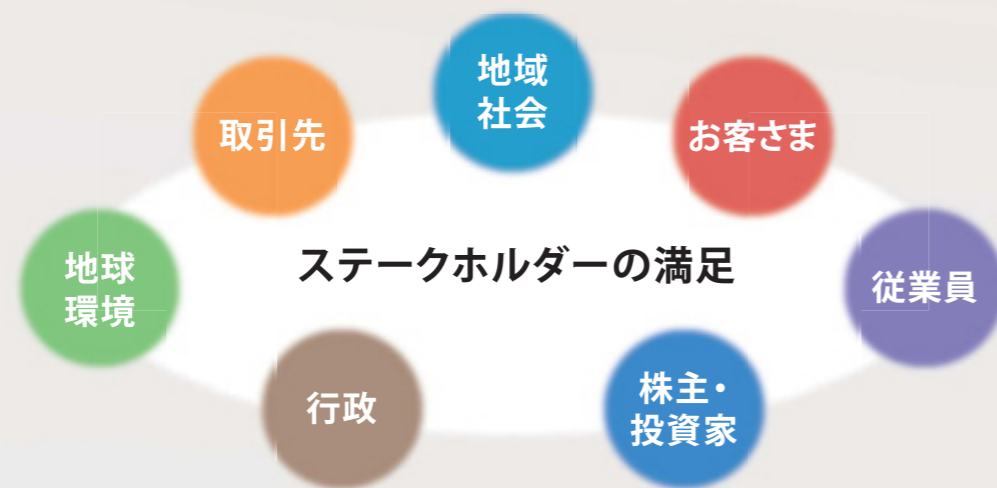 地域
社会
取引先
お客さま
ステークホルダーの満足
地球
環境
従業員
行政
株主・
投資家